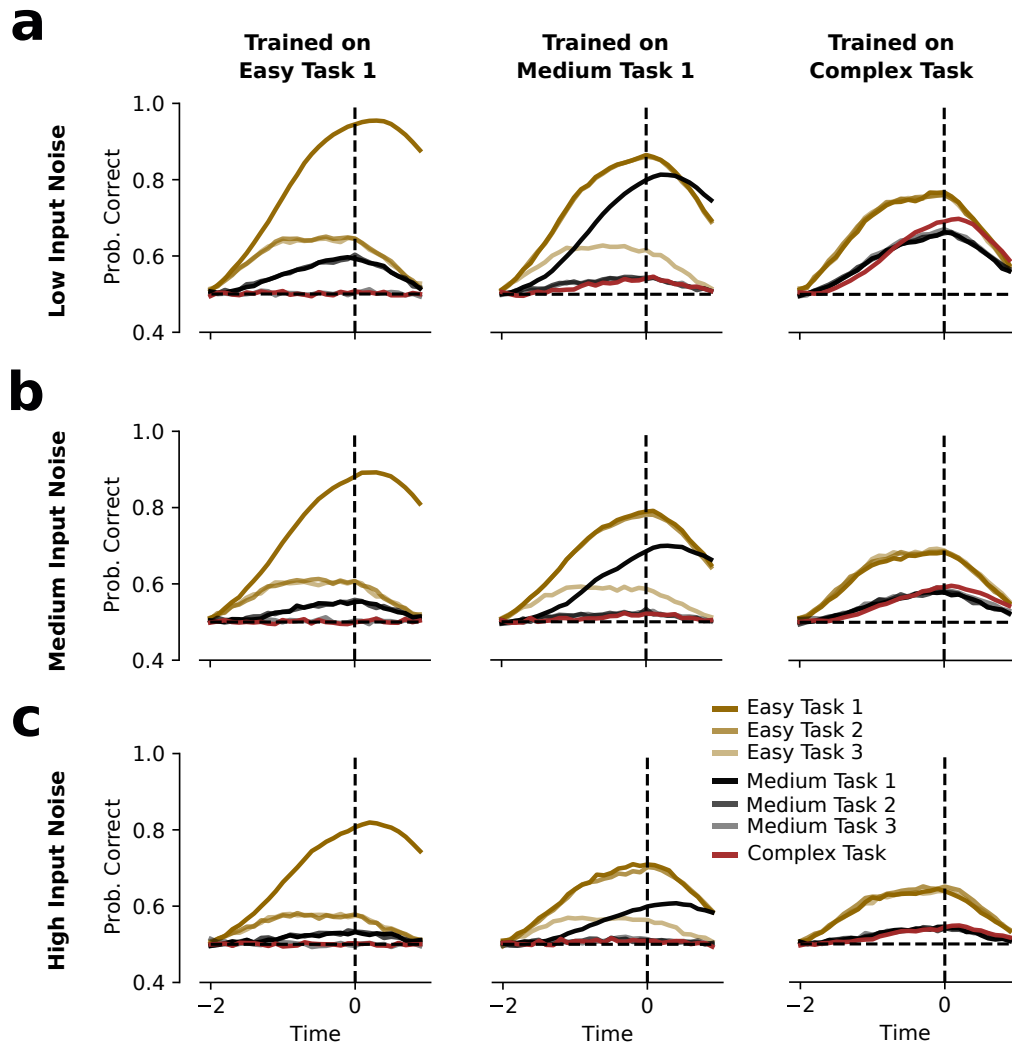 a
Trained on
Easy Task 1
Trained on
Medium Task 1
Trained on
Complex Task
Low Input Noise
Prob. Correct
1.0
0.8
0.6
0.4
b
Medium Input Noise
Prob. Correct
1.0
0.8
0.6
0.4
c
High Input Noise
Prob. Correct
1.0
0.8
0.6
0.4
Easy Task 1
Easy Task 2
Easy Task 3
Medium Task 1
Medium Task 2
Medium Task 3
Complex Task
−2 0
Time
−2 0
Time
−2 0
Time